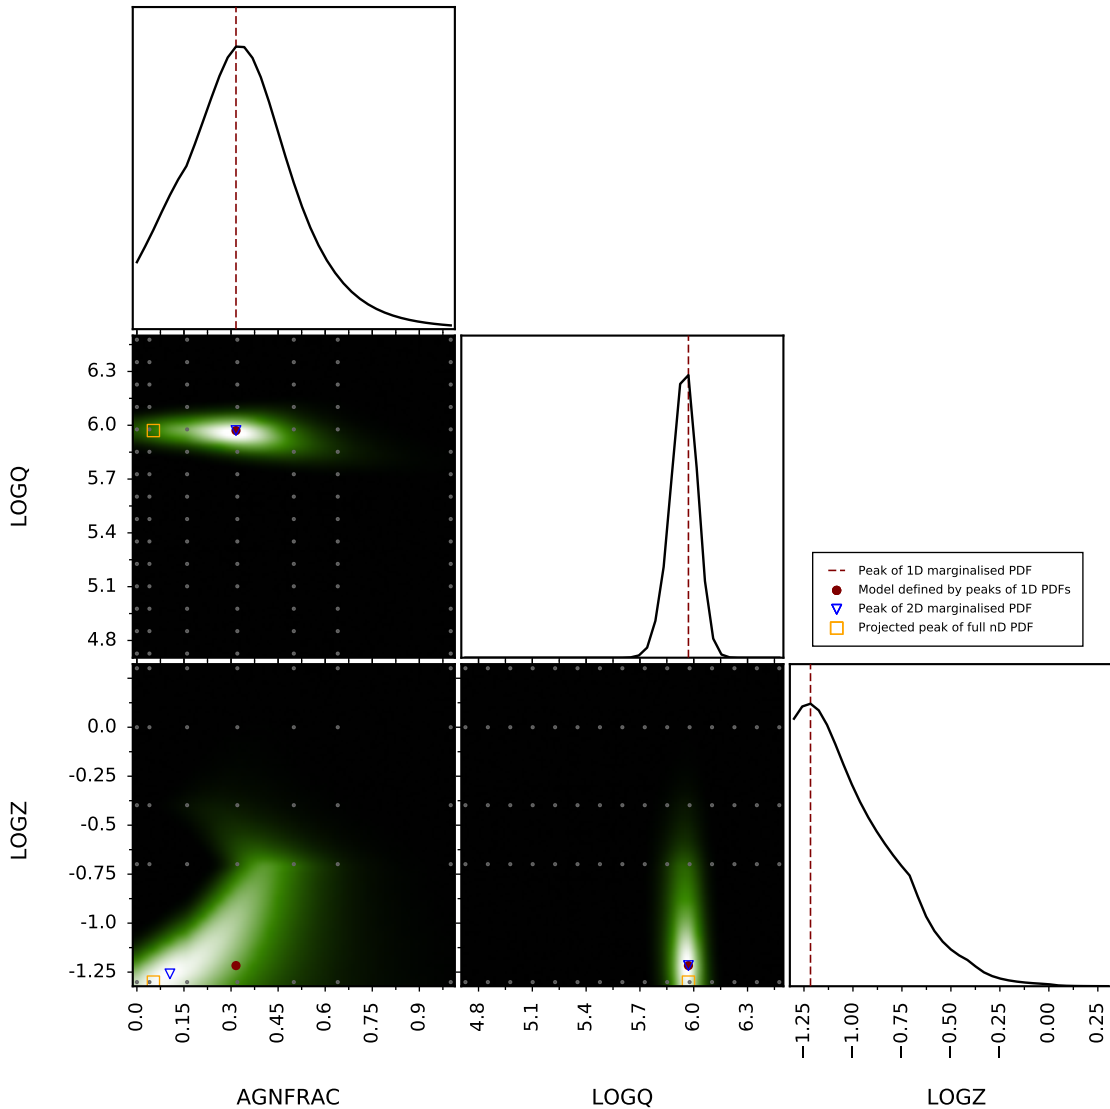 6.3
6.0
5.7
5.4
5.1
4.8
LOGQ
Peak of 1D marginalised PDF
Model defined by peaks of 1D PDFs
Peak of 2D marginalised PDF
Projected peak of full nD PDF
0.0
-0.25
-0.5
-0.75
-1.0
-1.25
LOGZ
0.0 0.15 0.3 0.45 0.6 0.75 0.9
4.8 5.1 5.4 5.7 6.0 6.3
−1.25 −1.00 −0.75 −0.50 −0.25 0.00 0.25
AGNFRAC LOGQ LOGZ